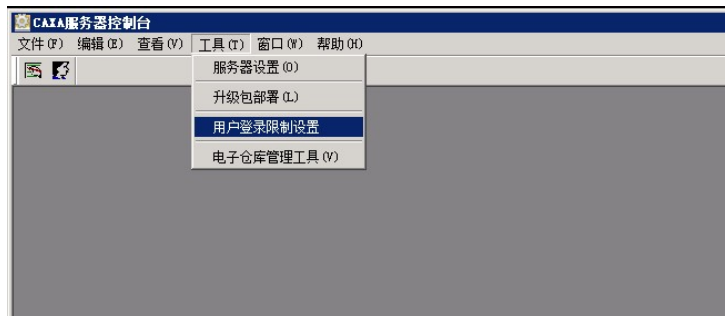 CAXA服务器控制台
文件(F) 编辑(E) 查看(V) 工具(T) 窗口(W) 帮助(H)
服务器设置(O)
升级包部署(L)
用户登录限制设置
电子仓库管理工具(V)